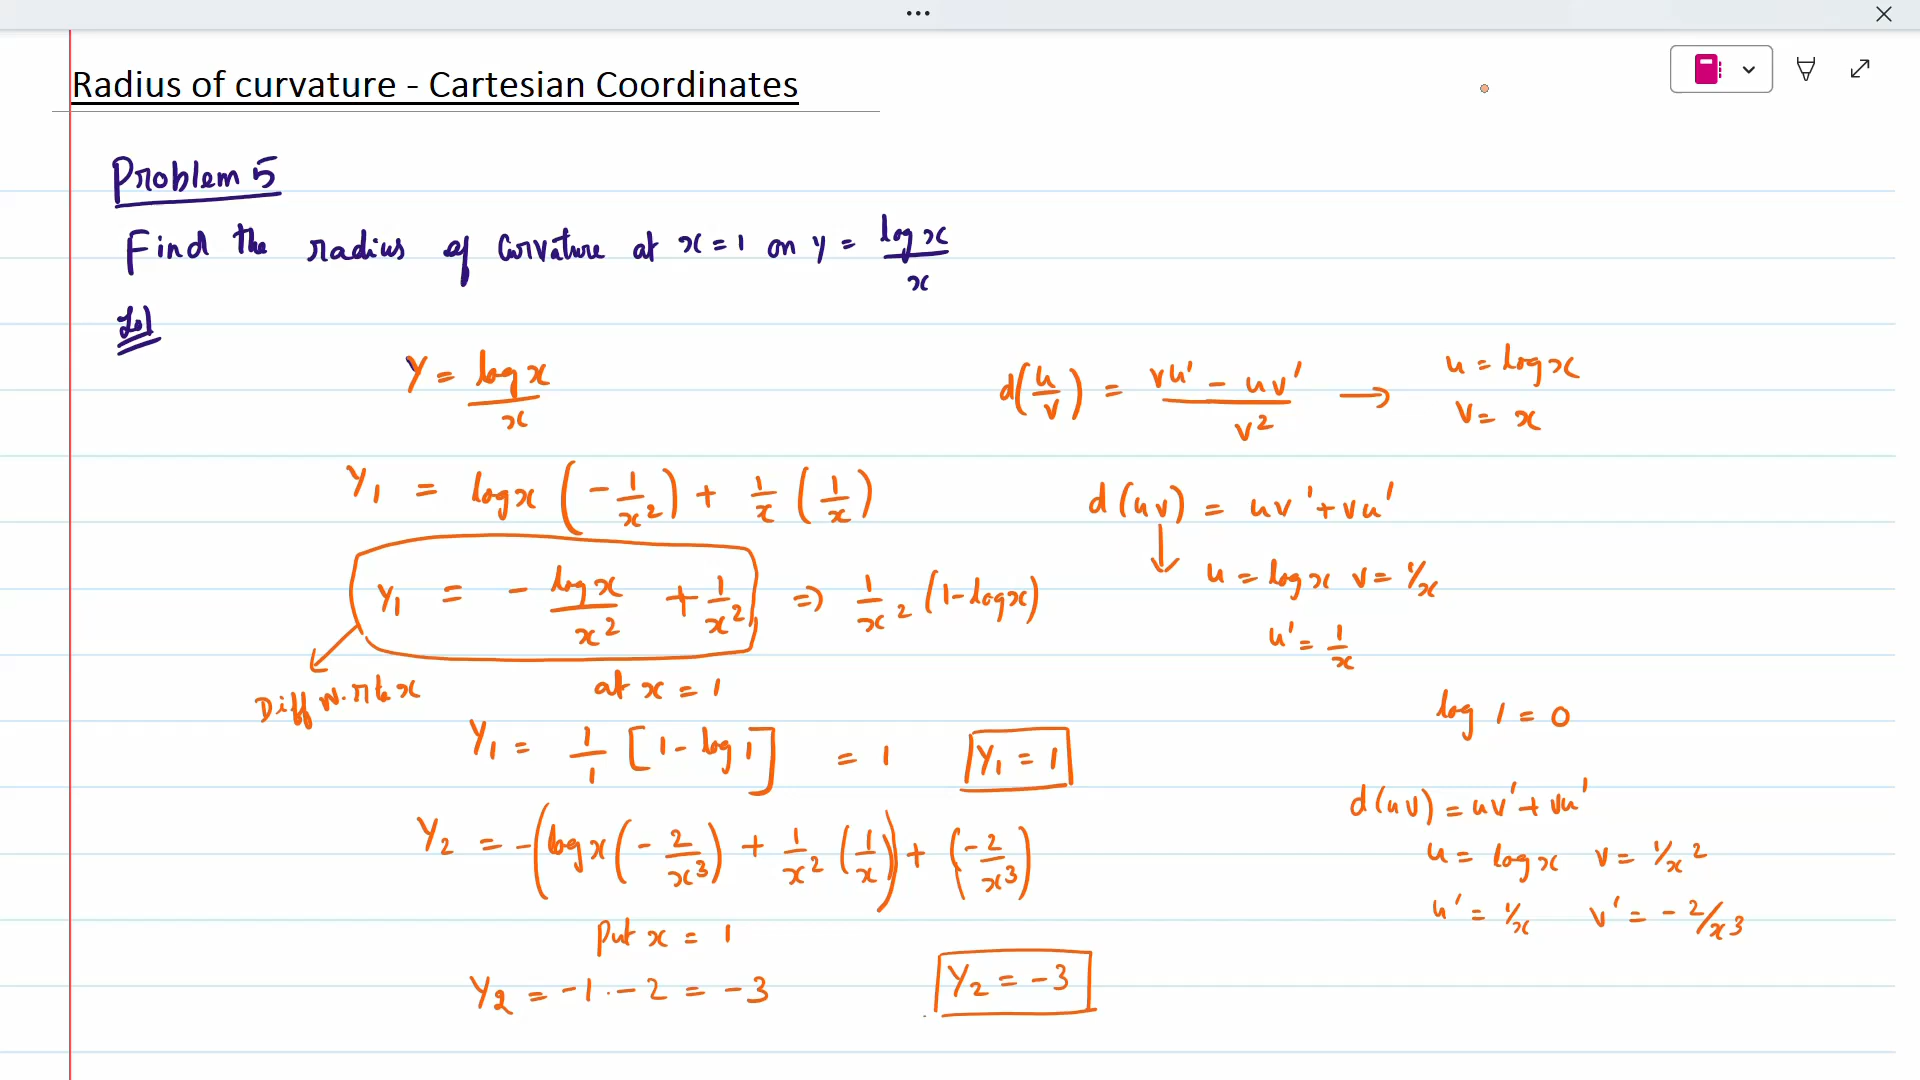 Radius of curvature - Cartesian Coordinates
Problem 5
Find the radius of Curvature at x = 1 on y = log x / x
Sol
y = log x / x
d(u/v) = (vu' - uv') / v² → u = log x
v = x
y₁ = log x (-1/x²) + 1/x (1/x)
d(uv) = uv' + vu'
y₁ = - log x / x² + 1/x² ⇒ 1/x² (1 - log x)
u = log x v = 1/x
u' = 1/x
Diff w.r.to x
at x = 1
log 1 = 0
y₁ = 1/1 [1 - log 1] = 1 y₁ = 1
d(uv) = uv' + vu'
y₂ = -(log x (-2/x³) + 1/x² (1/x)) + (-2/x³)
u = log x v = 1/x²
u' = 1/x v' = -2/x³
Put x = 1
y₂ = -1 - 2 = -3 y₂ = -3